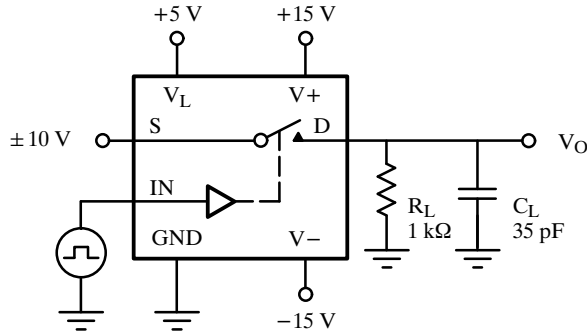 +5 V
+15 V
V_L
V+
±10 V
S
D
V_O
IN
R_L
1 kΩ
C_L
35 pF
GND
V−
−15 V